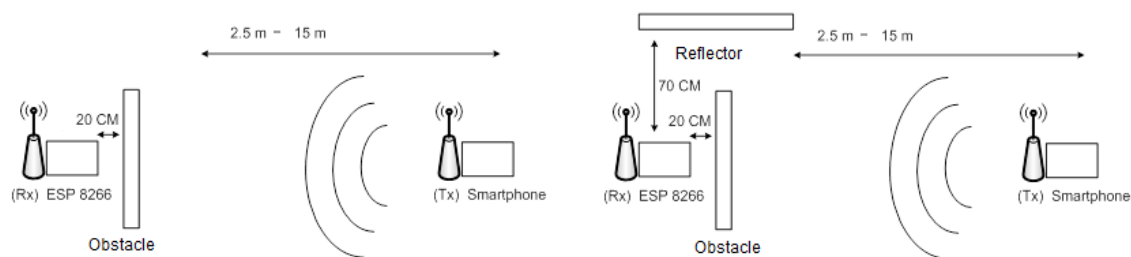 2.5 m – 15 m
20 CM
(Rx) ESP 8266
(Tx) Smartphone
Obstacle
Reflector
2.5 m – 15 m
70 CM
20 CM
(Rx) ESP 8266
(Tx) Smartphone
Obstacle